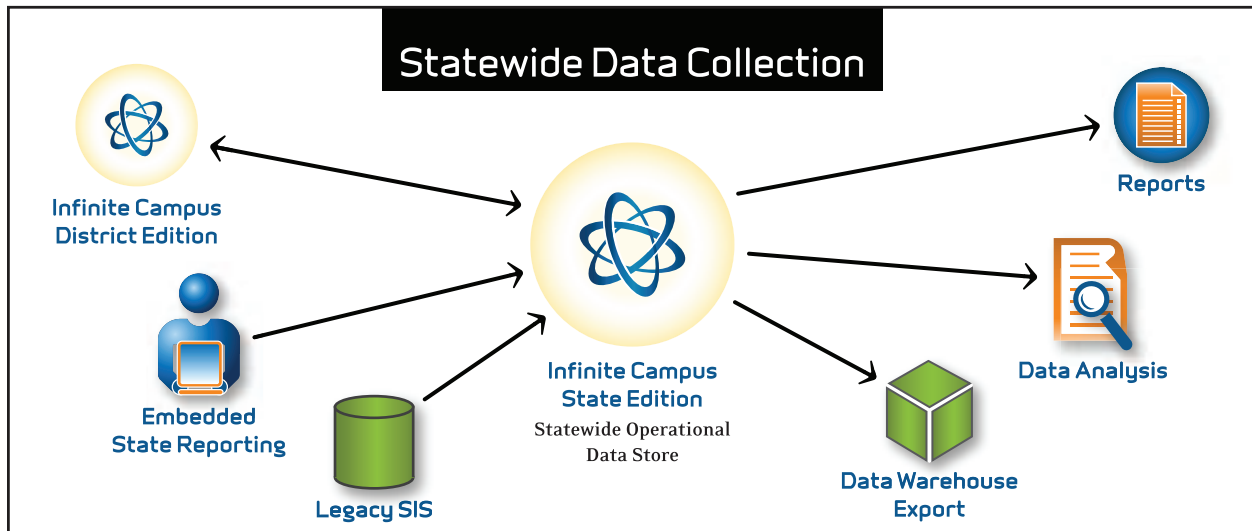 Statewide Data Collection
Infinite Campus
District Edition
Embedded
State Reporting
Legacy SIS
Infinite Campus
State Edition
Statewide Operational
Data Store
Reports
Data Analysis
Data Warehouse
Export